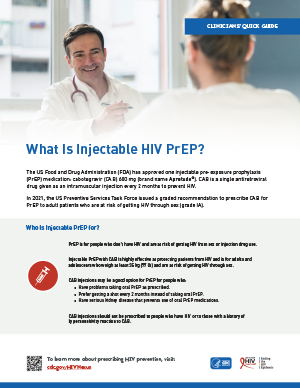 CLINICIANS' QUICK GUIDE
What Is Injectable HIV PrEP?
The US Food and Drug Administration (FDA) has approved one injectable pre-exposure prophylaxis
(PrEP) medication: cabotegravir (CAB) 600 mg (brand name Apretude®). CAB is a single antiretroviral
drug given as an intramuscular injection every 2 months to prevent HIV.
In 2021, the US Preventive Services Task Force issued a graded recommendation to prescribe CAB for
PrEP to adult patients who are at risk of getting HIV through sex (grade IA).
Who Is Injectable PrEP for?
PrEP is for people who don't have HIV and are at risk of getting HIV from sex or injection drug use.
Injectable PrEP with CAB is highly effective at protecting patients from HIV and is for adults and
adolescents who weigh at least 35 kg (77 lb) and are at risk of getting HIV through sex.
CAB injections may be a good option for PrEP for people who:
• Have problems taking oral PrEP as prescribed.
• Prefer getting a shot every 2 months instead of taking oral PrEP.
• Have serious kidney disease that prevents use of oral PrEP medications.
CAB injections should not be prescribed to people who have HIV or to those with a history of
hypersensitivity reaction to CAB.
To learn more about prescribing HIV prevention, visit:
cdc.gov/HIVNexus
CDC
HIV
Ending
the
HIV
Epidemic